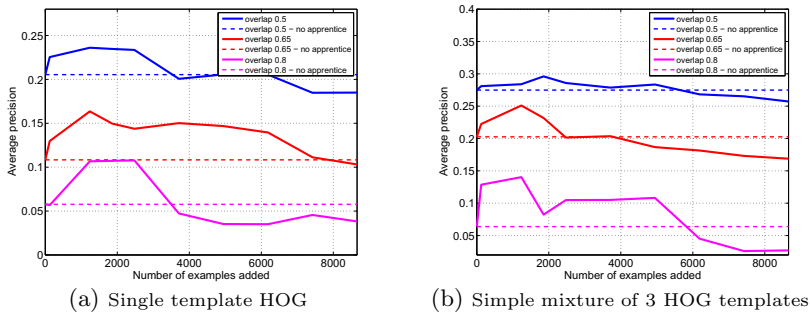 0.25
0.2
0.15
0.1
0.05
0
Average precision
0 2000 4000 6000 8000
Number of examples added
overlap 0.5
overlap 0.5 − no apprentice
overlap 0.65
overlap 0.65 − no apprentice
overlap 0.8
overlap 0.8 − no apprentice
(a) Single template HOG
0.4
0.35
0.3
0.25
0.2
0.15
0.1
0.05
Average precision
0 2000 4000 6000 8000
Number of examples added
overlap 0.5
overlap 0.5 − no apprentice
overlap 0.65
overlap 0.65 − no apprentice
overlap 0.8
overlap 0.8 − no apprentice
(b) Simple mixture of 3 HOG templates